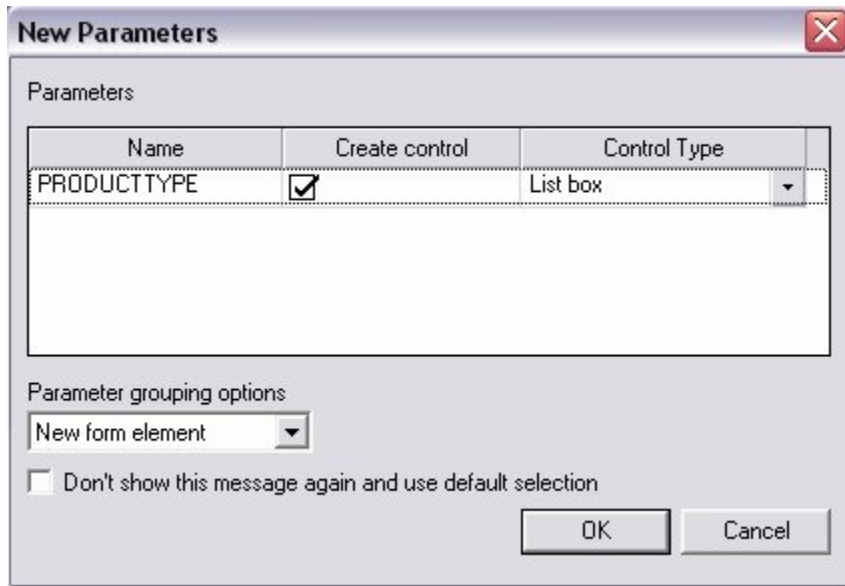 New Parameters
Parameters
Name Create control Control Type
PRODUCTTYPE List box
Parameter grouping options
New form element
Don't show this message again and use default selection
OK Cancel